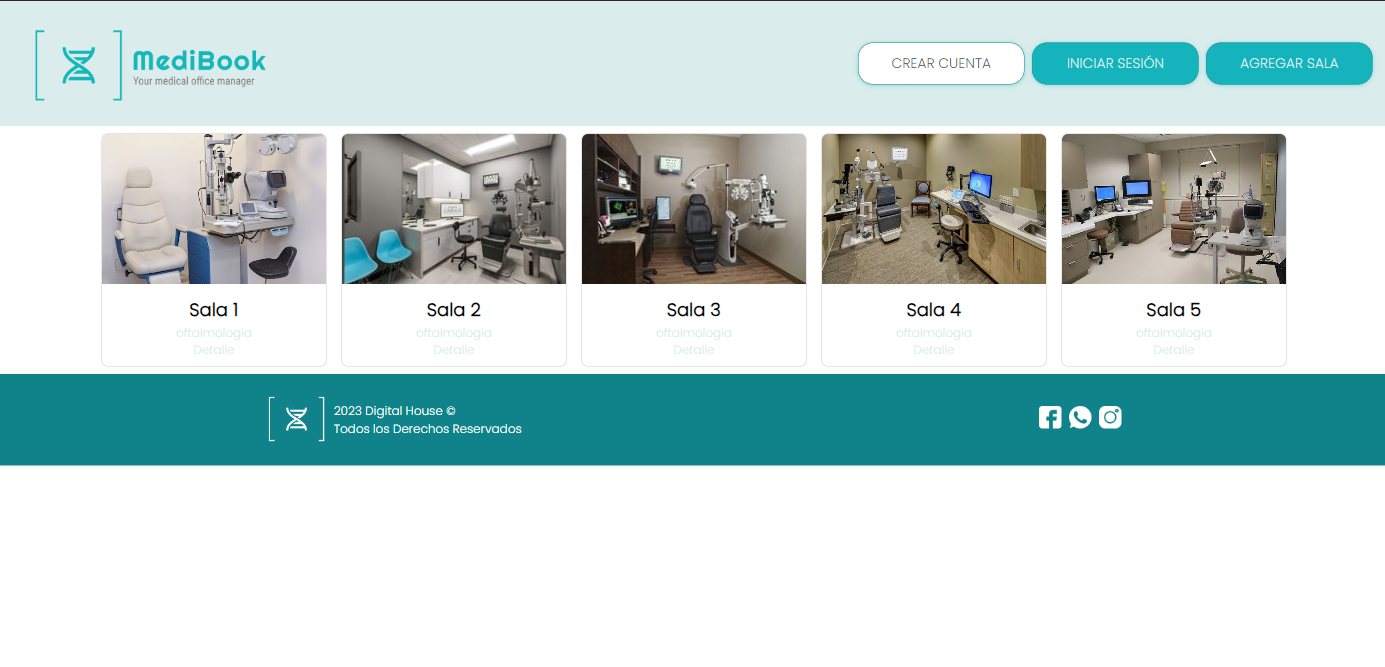 MediBook
Your medical office manager
CREAR CUENTA
INICIAR SESIÓN
AGREGAR SALA
Sala 1
oftalmologia
Detalle
Sala 2
oftalmologia
Detalle
Sala 3
oftalmologia
Detalle
Sala 4
oftalmologia
Detalle
Sala 5
oftalmologia
Detalle
2023 Digital House ©
Todos los Derechos Reservados